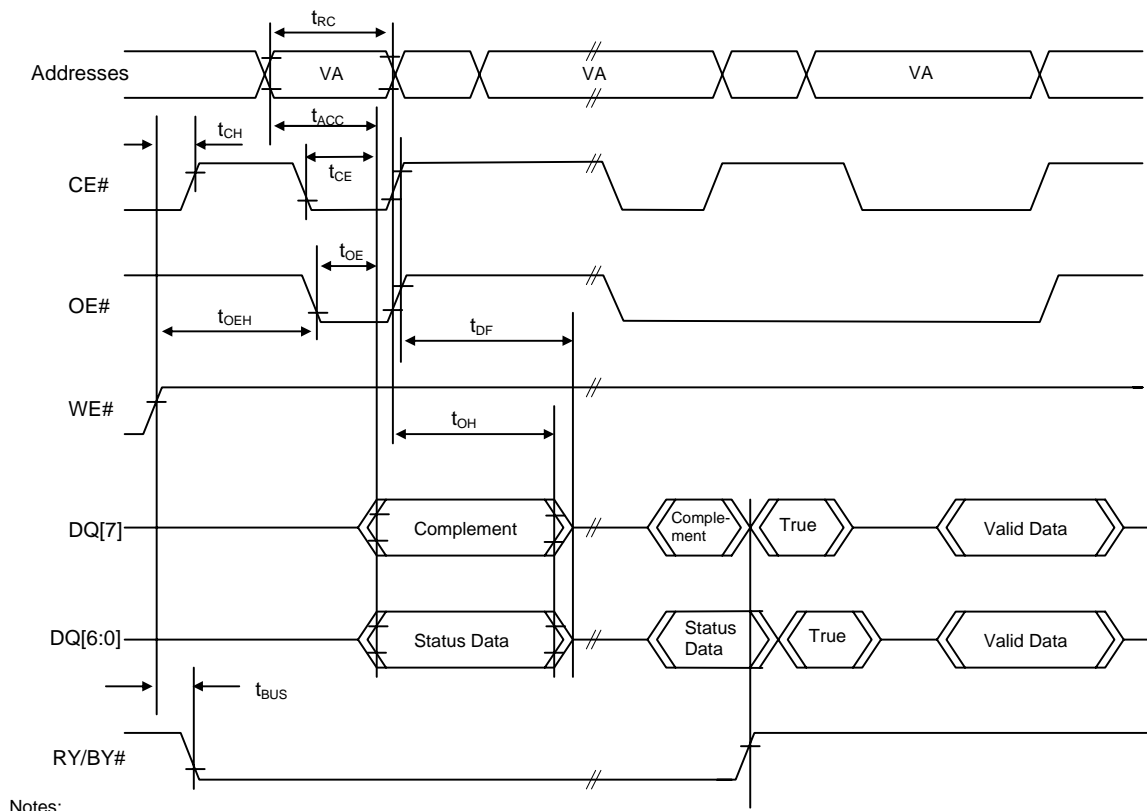 tRC
Addresses
VA
VA
VA
tACC
tCH
tCE
CE#
tOE
OE#
tOEH
tDF
WE#
tOH
DQ[7]
Complement
Comple-
ment
True
Valid Data
DQ[6:0]
Status Data
Status
Data
True
Valid Data
tBUS
RY/BY#
Notes: